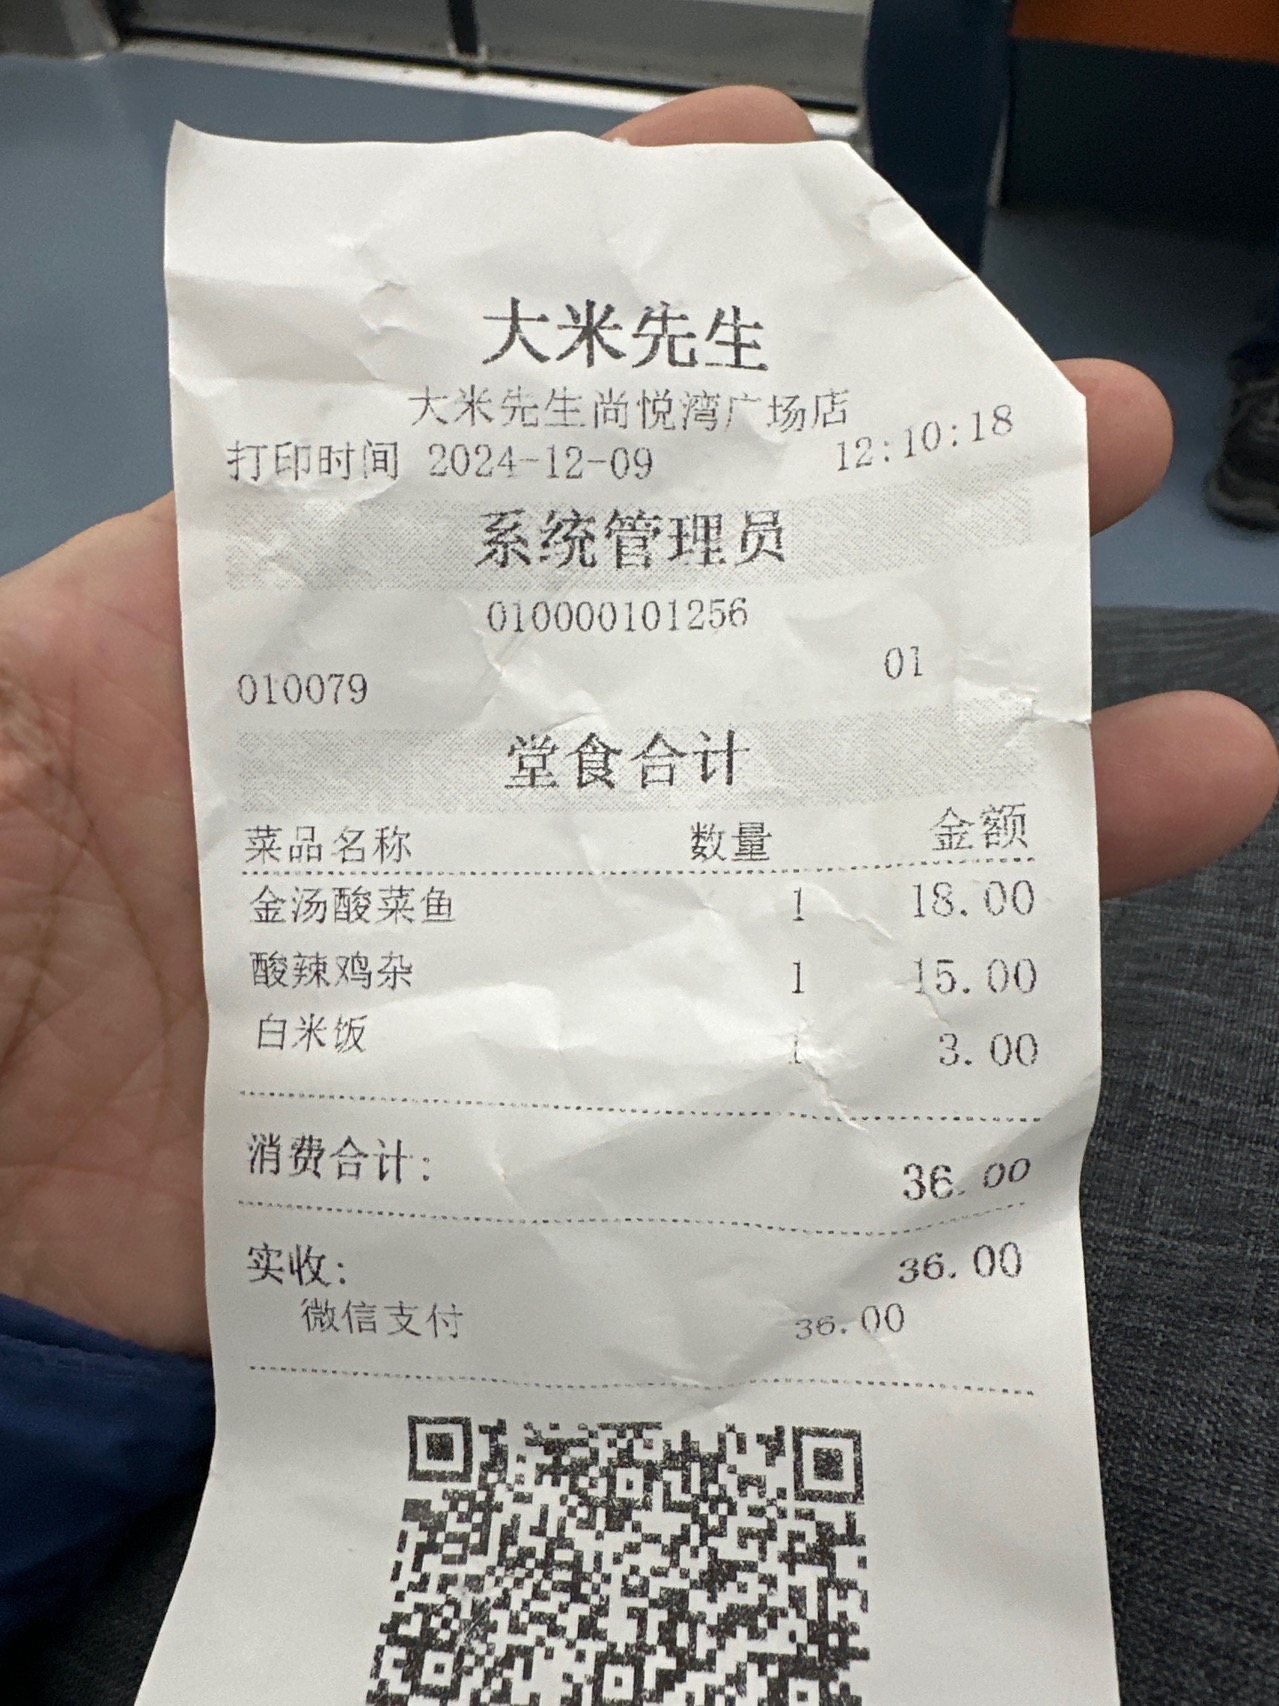 大米先生
大米先生尚悦湾广场店
打印时间 2024-12-09 12:10:18
系统管理员
010000101256
010079 01
堂食合计
菜品名称 数量 金额
金汤酸菜鱼 1 18.00
酸辣鸡杂 1 15.00
白米饭 1 3.00
消费合计: 36.00
实收: 36.00
微信支付 36.00